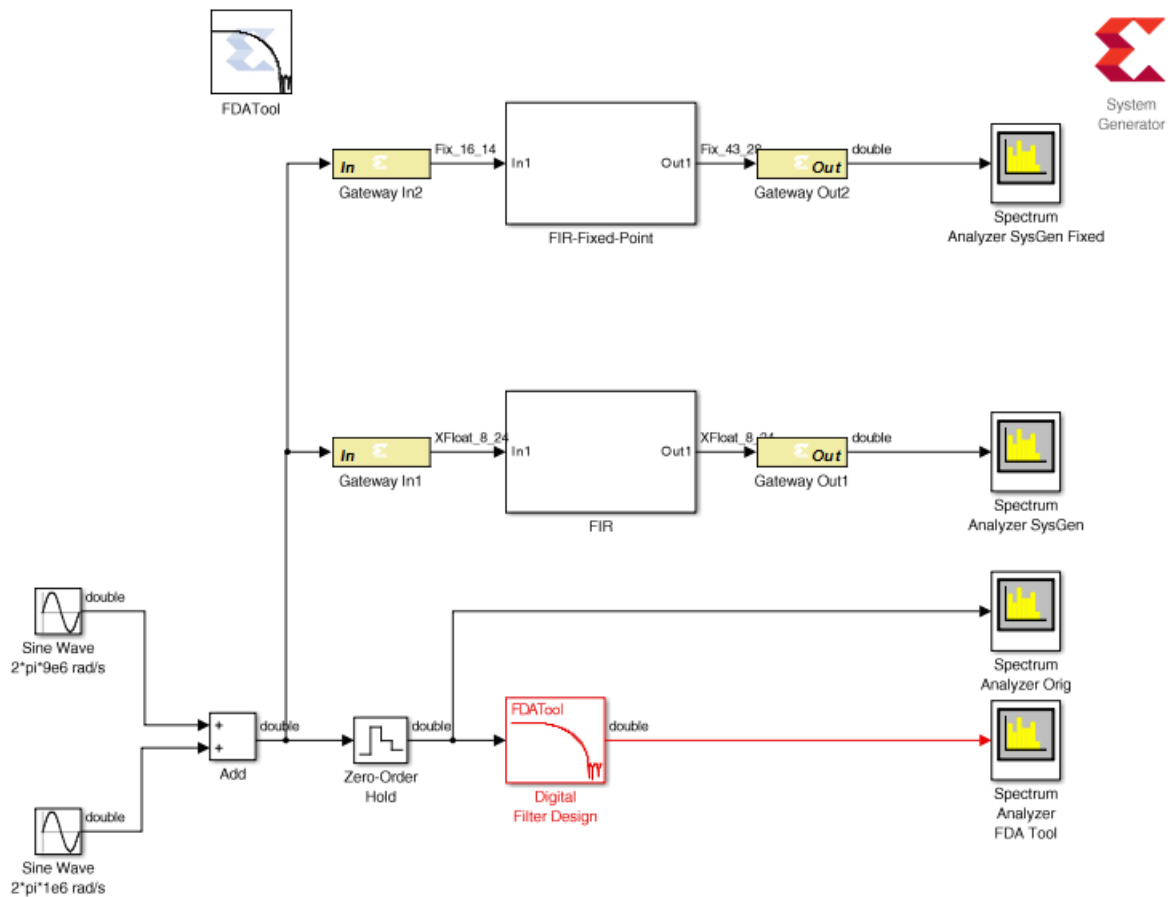 FDATool
System
Generator
Fix_16_14
Fix_43_28
double
In
In1
Out1
Out
Gateway In2
Gateway Out2
FIR-Fixed-Point
Spectrum
Analyzer SysGen Fixed
XFloat_8_24
XFloat_8_24
double
In
In1
Out1
Out
Gateway In1
Gateway Out1
FIR
Spectrum
Analyzer SysGen
double
Sine Wave
2*pi*9e6 rad/s
Spectrum
Analyzer Orig
FDATool
+
+
double
double
double
Add
Zero-Order
Hold
Digital
Filter Design
Spectrum
Analyzer
FDA Tool
double
Sine Wave
2*pi*1e6 rad/s